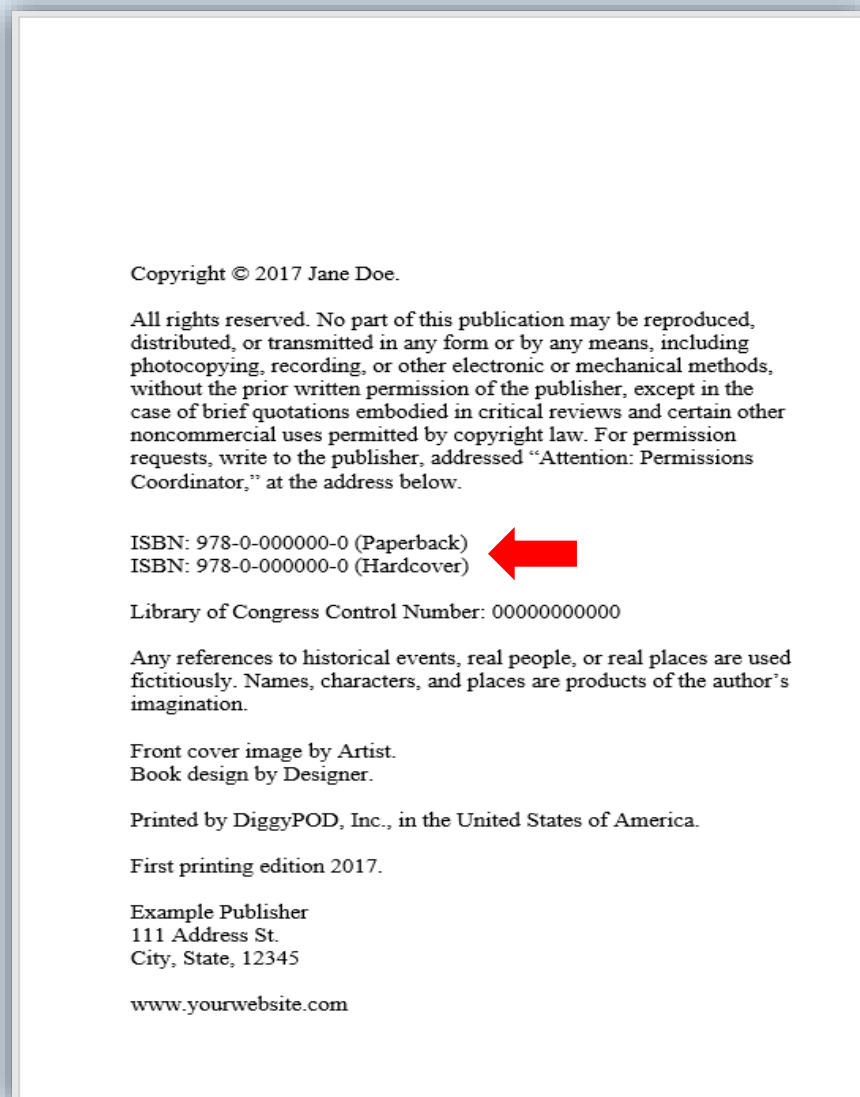 Copyright © 2017 Jane Doe.
All rights reserved. No part of this publication may be reproduced,
distributed, or transmitted in any form or by any means, including
photocopying, recording, or other electronic or mechanical methods,
without the prior written permission of the publisher, except in the
case of brief quotations embodied in critical reviews and certain other
noncommercial uses permitted by copyright law. For permission
requests, write to the publisher, addressed “Attention: Permissions
Coordinator,” at the address below.
ISBN: 978-0-000000-0 (Paperback)
ISBN: 978-0-000000-0 (Hardcover)
Library of Congress Control Number: 00000000000
Any references to historical events, real people, or real places are used
fictitiously. Names, characters, and places are products of the author’s
imagination.
Front cover image by Artist.
Book design by Designer.
Printed by DiggyPOD, Inc., in the United States of America.
First printing edition 2017.
Example Publisher
111 Address St.
City, State, 12345
www.yourwebsite.com